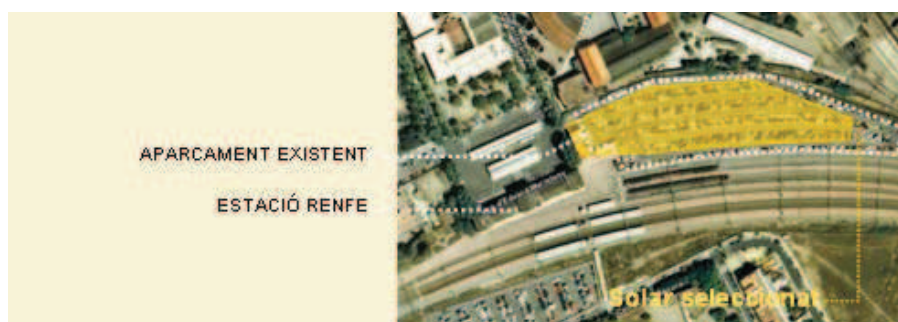 APARCAMENT EXISTENT
ESTACIÓ RENFE
Solar seleccionat